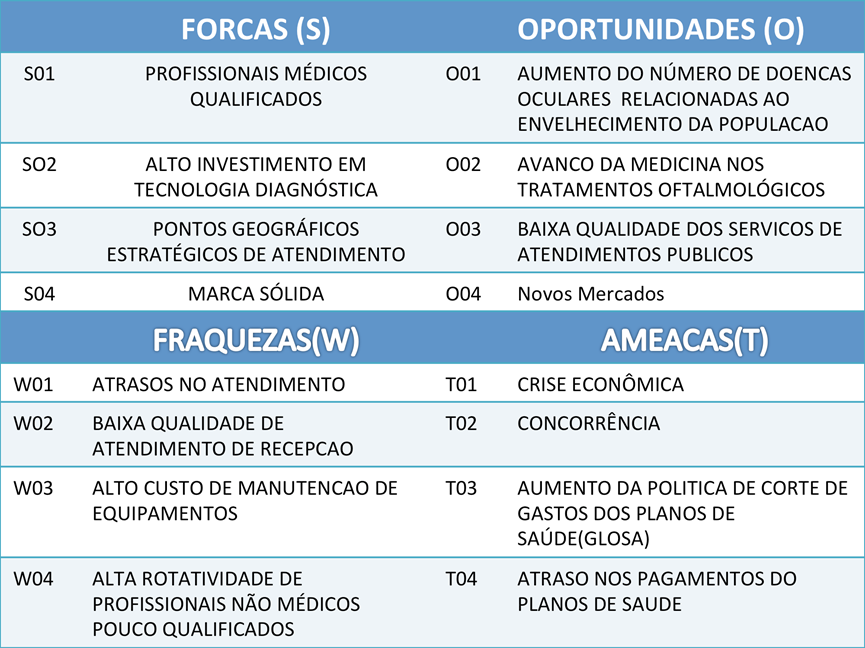 FORCAS (S) OPORTUNIDADES (O)
S01 PROFISSIONAIS MÉDICOS QUALIFICADOS
O01 AUMENTO DO NÚMERO DE DOENCAS
OCULARES RELACIONADAS AO
ENVELHECIMENTO DA POPULACAO
SO2 ALTO INVESTIMENTO EM
TECNOLOGIA DIAGNÓSTICA
O02 AVANCO DA MEDICINA NOS
TRATAMENTOS OFTALMOLÓGICOS
SO3 PONTOS GEOGRÁFICOS
ESTRATÉGICOS DE ATENDIMENTO
O03 BAIXA QUALIDADE DOS SERVICOS DE
ATENDIMENTOS PUBLICOS
S04 MARCA SÓLIDA
O04 Novos Mercados
FRAQUEZAS(W) AMEACAS(T)
W01 ATRASOS NO ATENDIMENTO
T01 CRISE ECONÔMICA
W02 BAIXA QUALIDADE DE
ATENDIMENTO DE RECEPCAO
T02 CONCORRÊNCIA
W03 ALTO CUSTO DE MANUTENCAO DE
EQUIPAMENTOS
T03 AUMENTO DA POLITICA DE CORTE DE
GASTOS DOS PLANOS DE
SAÚDE(GLOSA)
W04 ALTA ROTATIVIDADE DE
PROFISSIONAIS NÃO MÉDICOS
POUCO QUALIFICADOS
T04 ATRASO NOS PAGAMENTOS DO
PLANOS DE SAUDE